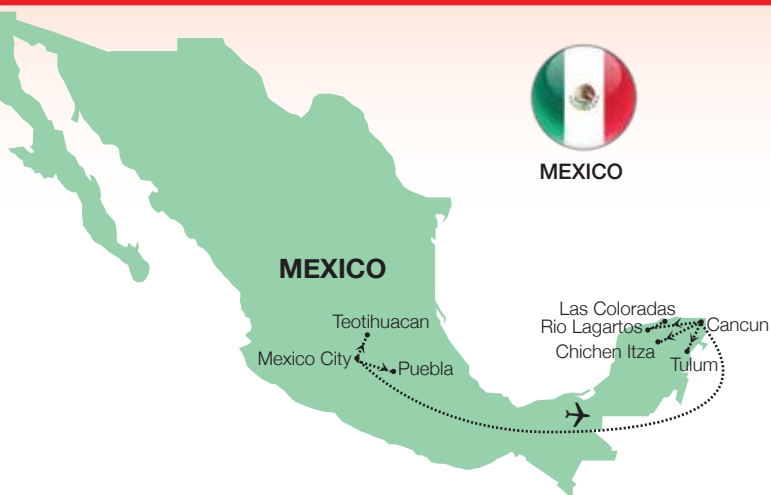 MEXICO
MEXICO
Teotihuacan
Mexico City
Puebla
Las Coloradas
Rio Lagartos
Cancun
Chichen Itza
Tulum